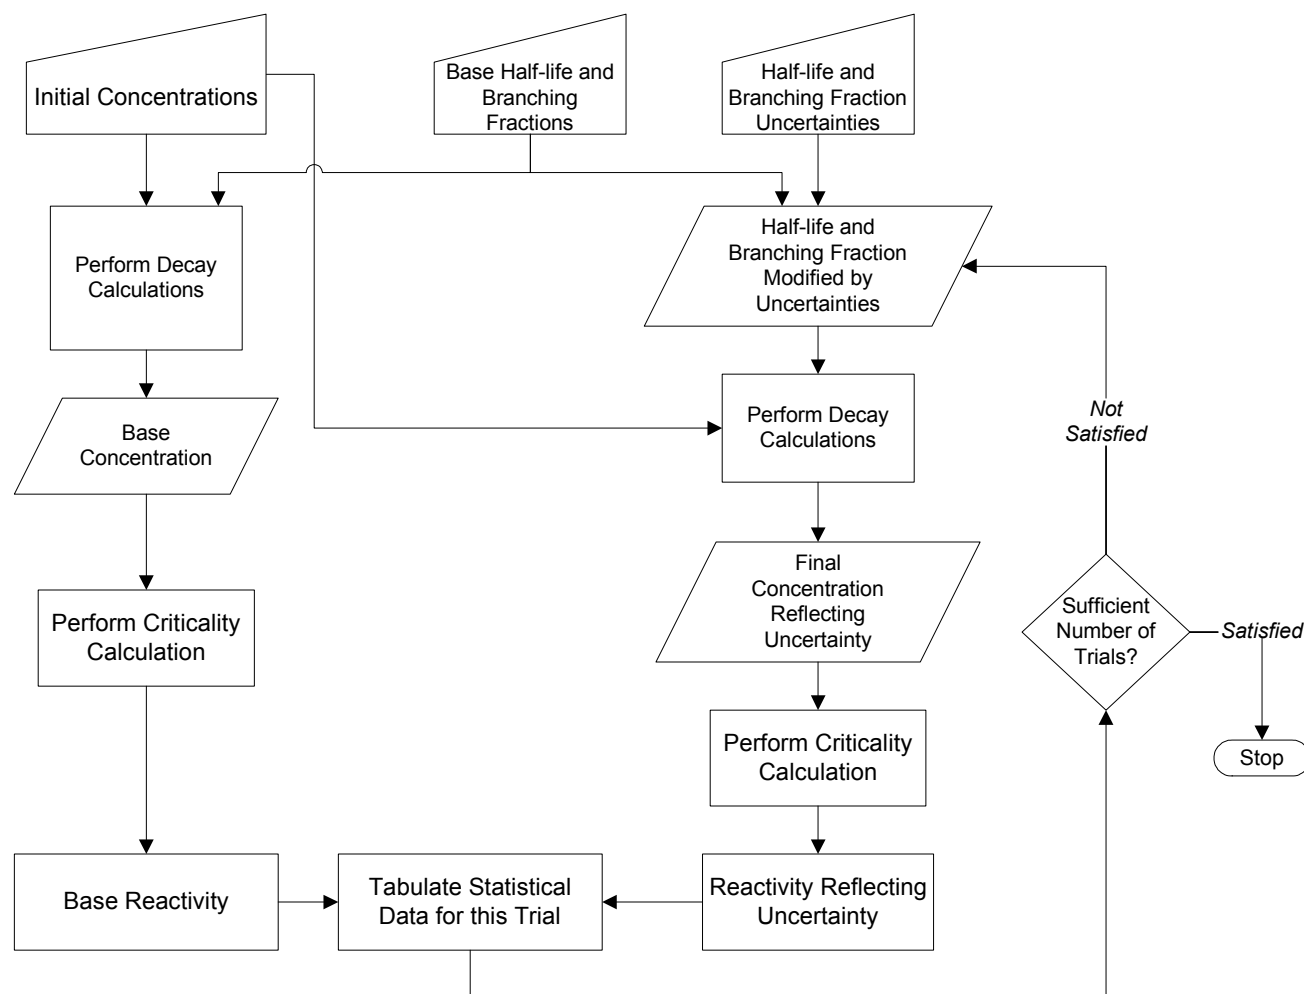 Initial Concentrations
Base Half-life and
Branching
Fractions
Half-life and
Branching Fraction
Uncertainties
Perform Decay
Calculations
Half-life and
Branching Fraction
Modified by
Uncertainties
Base
Concentration
Perform Decay
Calculations
Not
Satisfied
Perform Criticality
Calculation
Final
Concentration
Reflecting
Uncertainty
Sufficient
Number of
Trials?
Satisfied
Perform Criticality
Calculation
Stop
Base Reactivity
Tabulate Statistical
Data for this Trial
Reactivity Reflecting
Uncertainty